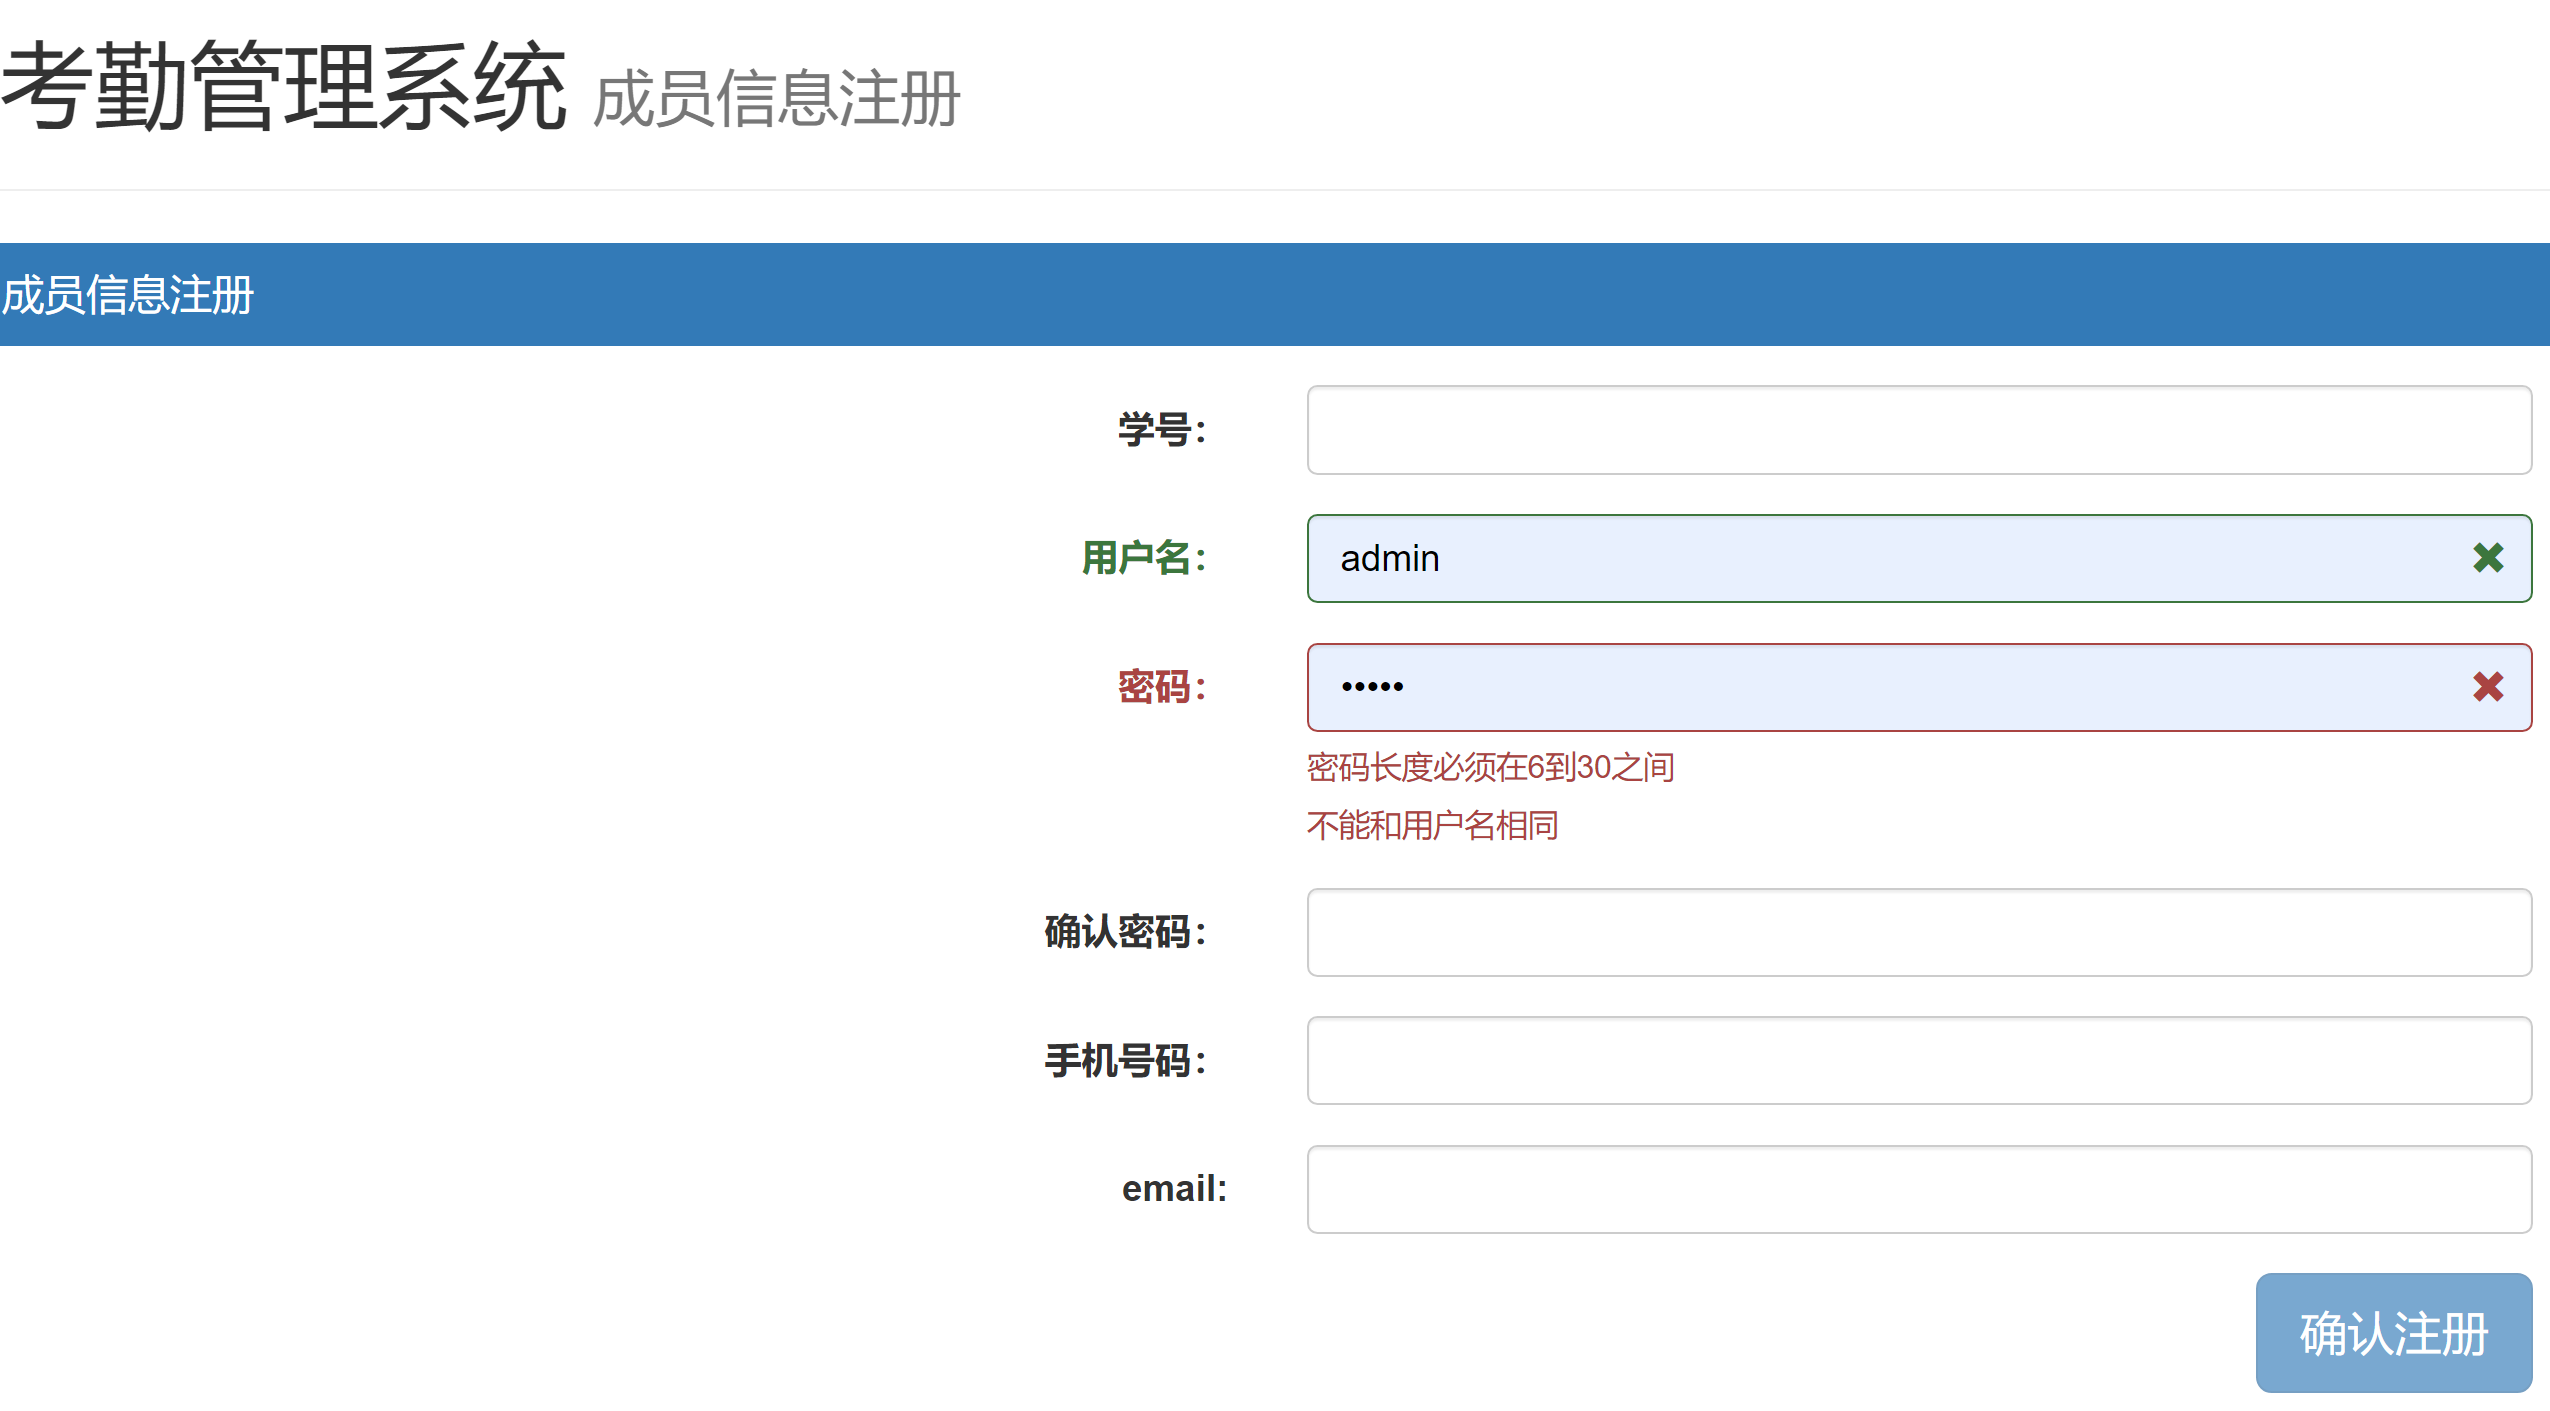 考勤管理系统 成员信息注册
成员信息注册
学号：
用户名： admin
密码： •••••
密码长度必须在6到30之间
不能和用户名相同
确认密码：
手机号码：
email:
确认注册